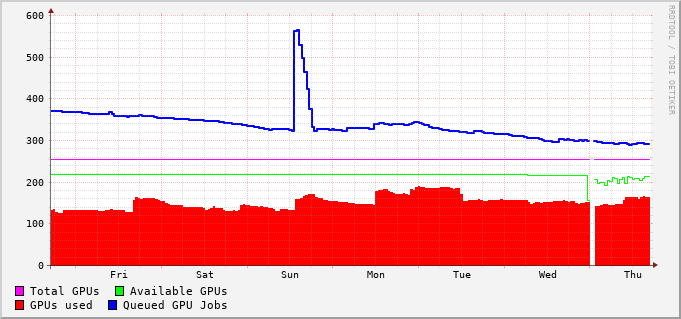 600
500
400
300
200
100
0
Fri Sat Sun Mon Tue Wed Thu
Total GPUs Available GPUs
GPUs used Queued GPU Jobs
RRDTOOL / TOBI OETIKER